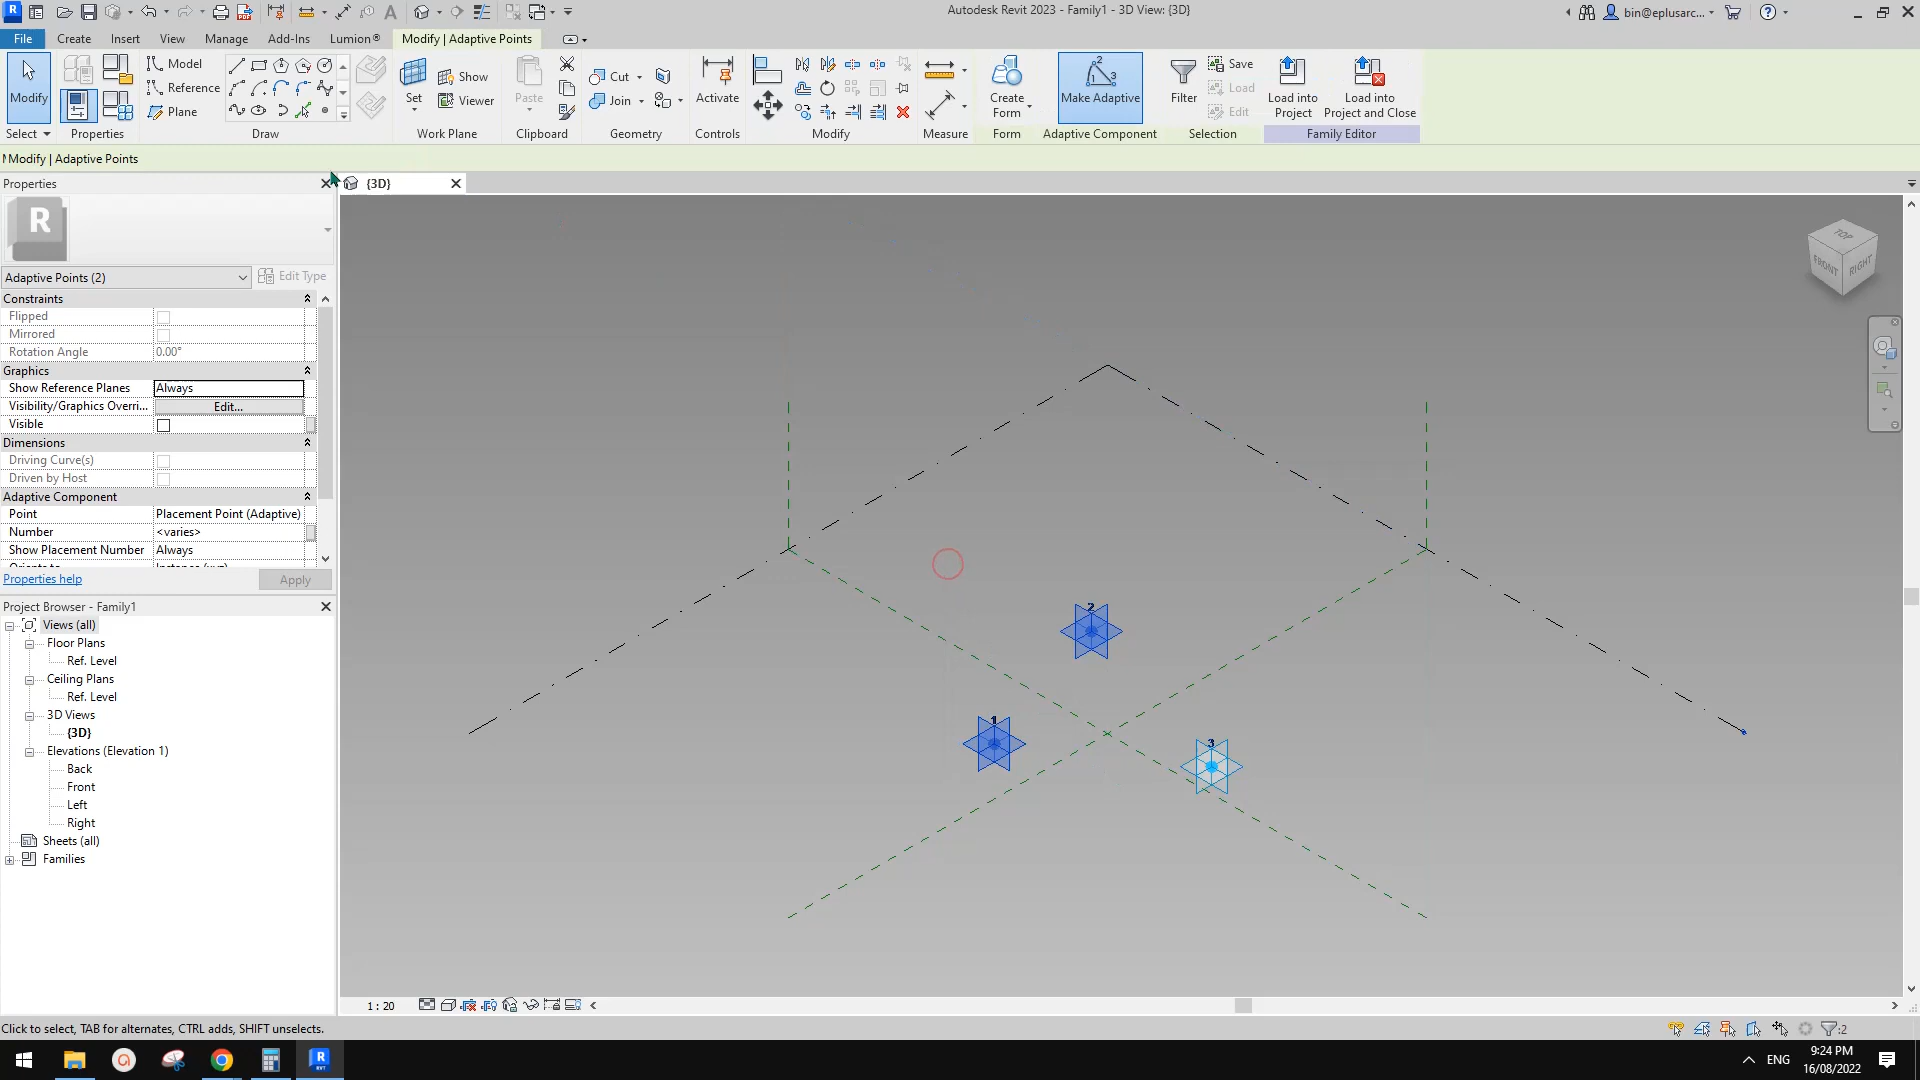 Autodesk Revit 2023 - Family1 - 3D View: {3D}
bin@eplusarc...
File
Create
Insert
View
Manage
Add-Ins
Lumion®
Modify | Adaptive Points
Modify
Select
Properties
Model
Reference
Plane
Draw
Set
Show
Viewer
Work Plane
Paste
Clipboard
Cut
Join
Geometry
Activate
Controls
Modify
Measure
Create
Form
Form
Make Adaptive
Adaptive Component
Filter
Save
Load
Edit
Selection
Load into
Project
Load into
Project and Close
Family Editor
Modify | Adaptive Points
Properties
{3D}
R
Adaptive Points (2)
Edit Type
Constraints
Flipped
Mirrored
Rotation Angle
0.00°
Graphics
Show Reference Planes
Always
Visibility/Graphics Overri...
Edit...
Visible
Dimensions
Driving Curve(s)
Driven by Host
Adaptive Component
Point
Placement Point (Adaptive)
Number
<varies>
Show Placement Number
Always
Properties help
Apply
Project Browser - Family1
Views (all)
Floor Plans
Ref. Level
Ceiling Plans
Ref. Level
3D Views
{3D}
Elevations (Elevation 1)
Back
Front
Left
Right
Sheets (all)
Families
TOP
FRONT
RIGHT
2
1
3
1 : 20
Click to select, TAB for alternates, CTRL adds, SHIFT unselects.
:2
ENG
9:24 PM
16/08/2022